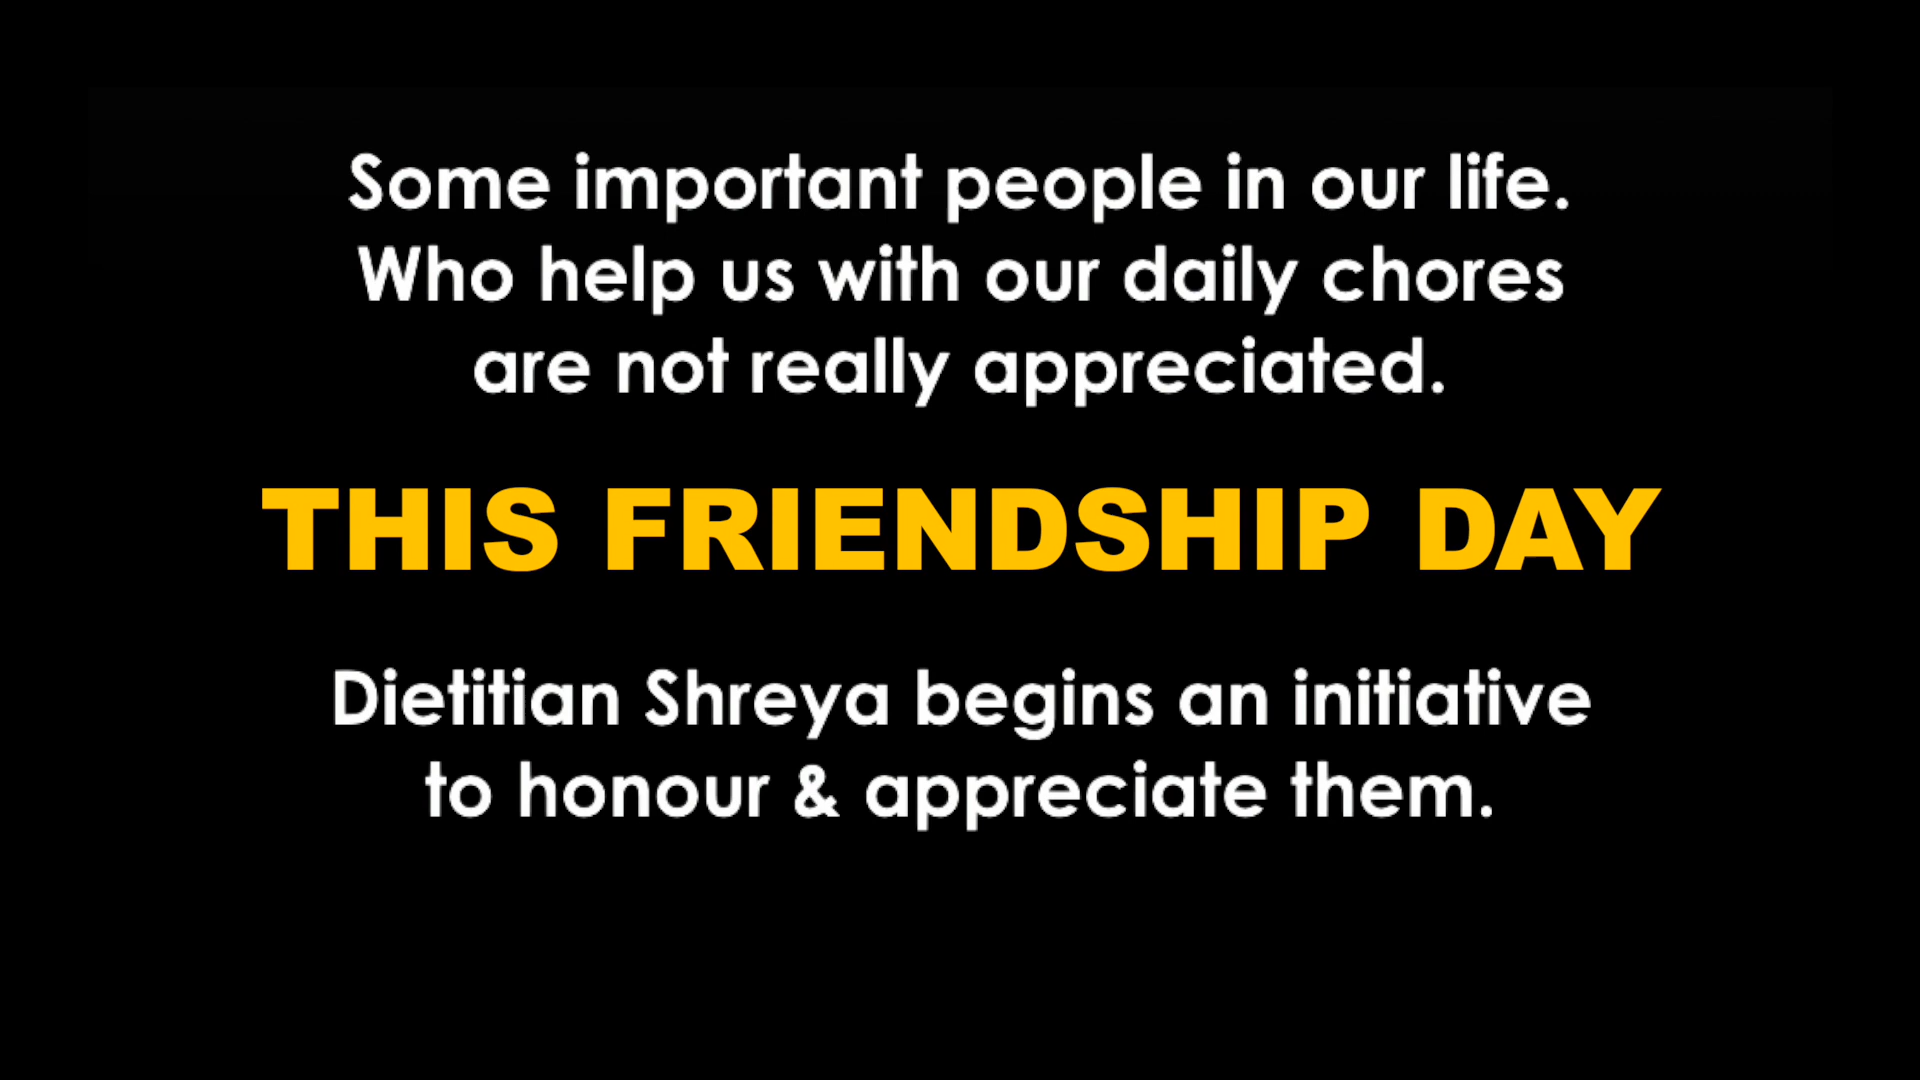 Some important people in our life.
Who help us with our daily chores
are not really appreciated.
THIS FRIENDSHIP DAY
Dietitian Shreya begins an initiative
to honour & appreciate them.